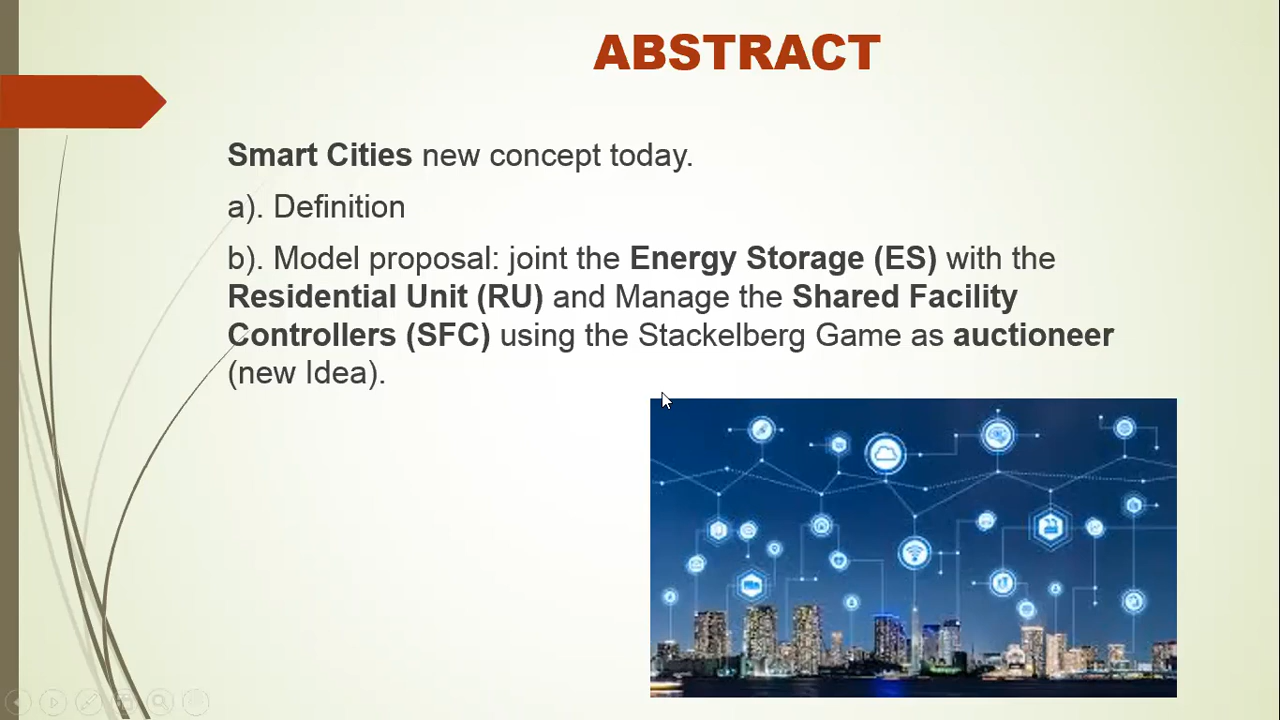 ABSTRACT
Smart Cities new concept today.
a). Definition
b). Model proposal: joint the Energy Storage (ES) with the
Residential Unit (RU) and Manage the Shared Facility
Controllers (SFC) using the Stackelberg Game as auctioneer
(new Idea).